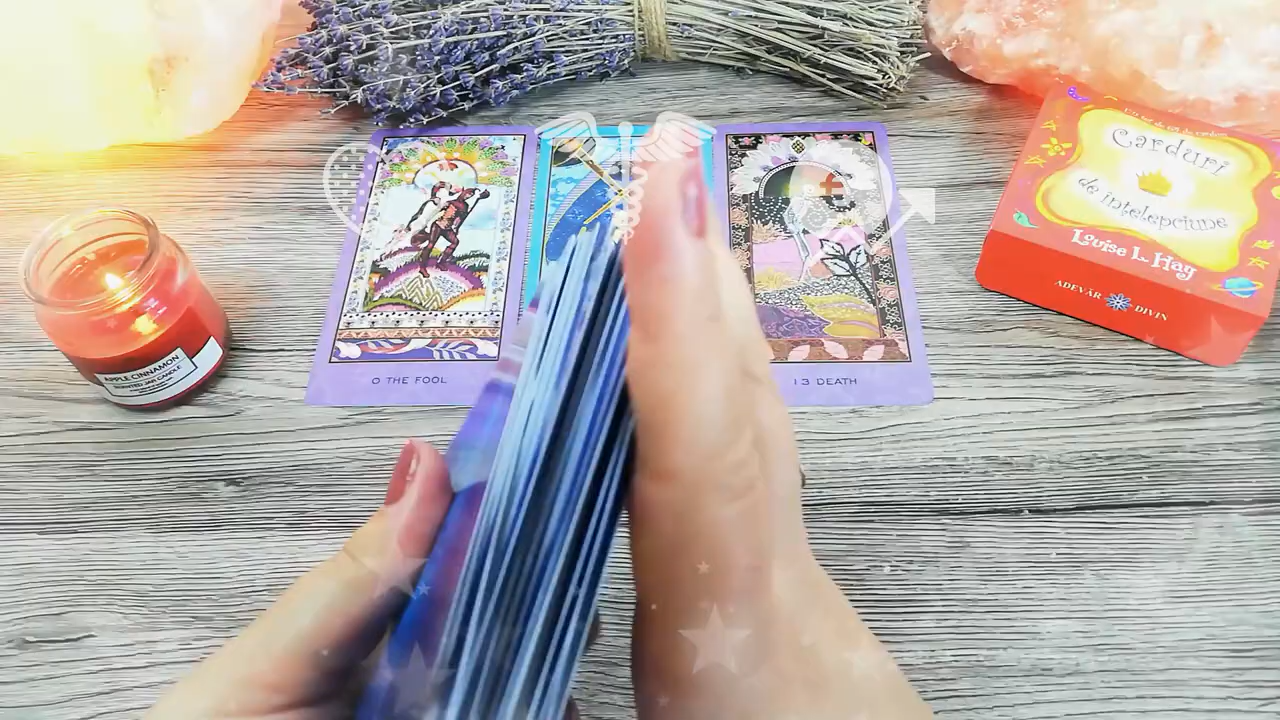 Carduri
de înțelepciune
Louise L. Hay
ADEVĂR DIVIN
APPLE CINNAMON
SCENTED JAR CANDLE
0 THE FOOL
13 DEATH